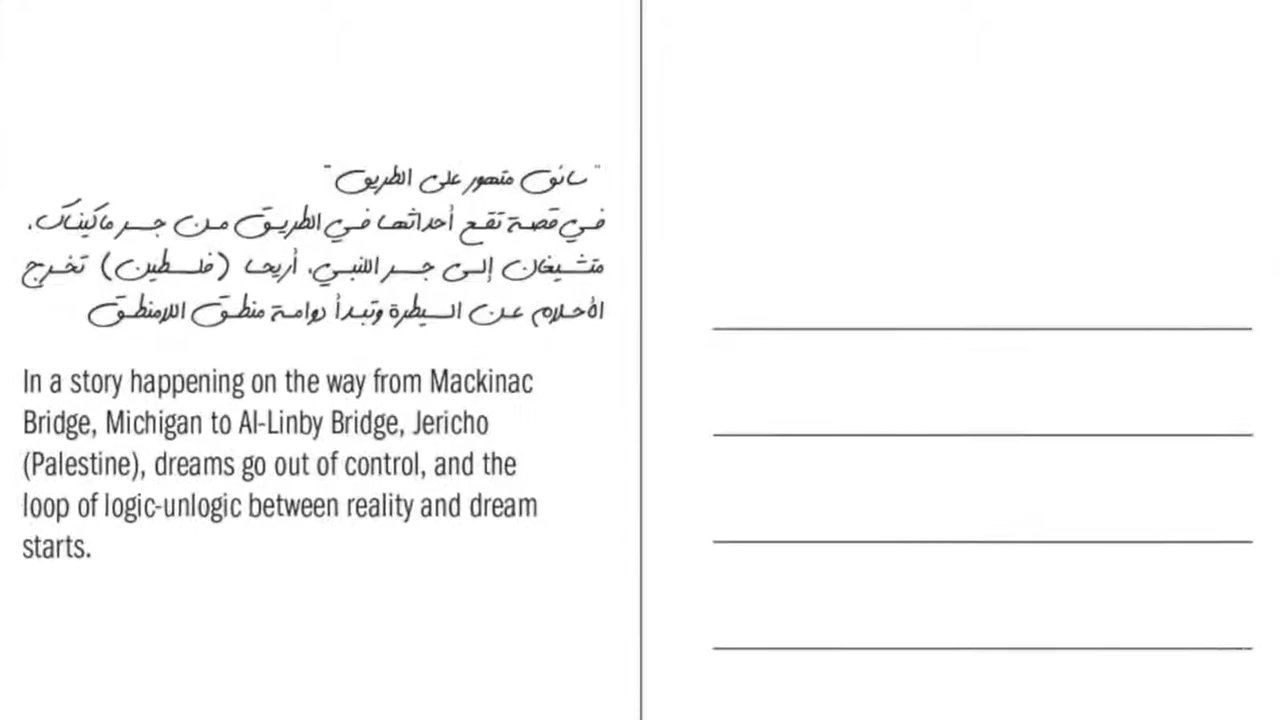 "سائق متهور على الطريق"
في قصة تقع أحداثها في الطريق من جسر ماكيناك،
متشيغان إلى جسر اللنبي، أريحا (فلسطين) تخرج
الأحلام عن السيطرة وتبدأ دوامة منطق اللامنطق
In a story happening on the way from Mackinac
Bridge, Michigan to Al-Linby Bridge, Jericho
(Palestine), dreams go out of control, and the
loop of logic-unlogic between reality and dream
starts.